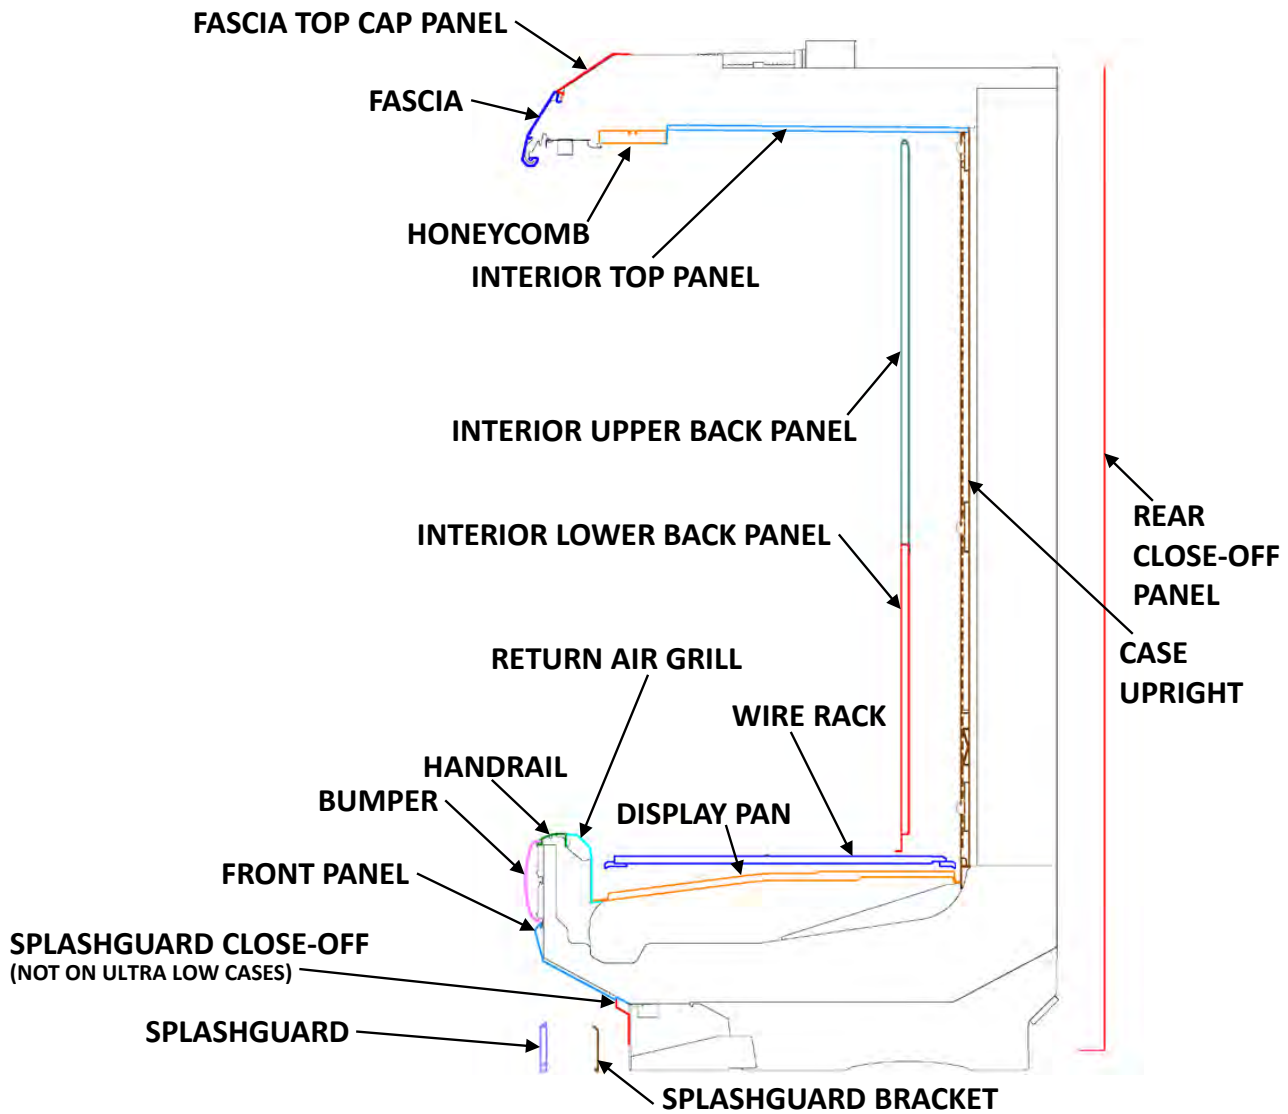 FASCIA TOP CAP PANEL
FASCIA
HONEYCOMB
INTERIOR TOP PANEL
INTERIOR UPPER BACK PANEL
INTERIOR LOWER BACK PANEL
REAR
CLOSE-OFF
PANEL
CASE
UPRIGHT
RETURN AIR GRILL
WIRE RACK
HANDRAIL
BUMPER
DISPLAY PAN
FRONT PANEL
SPLASHGUARD CLOSE-OFF
(NOT ON ULTRA LOW CASES)
SPLASHGUARD
SPLASHGUARD BRACKET